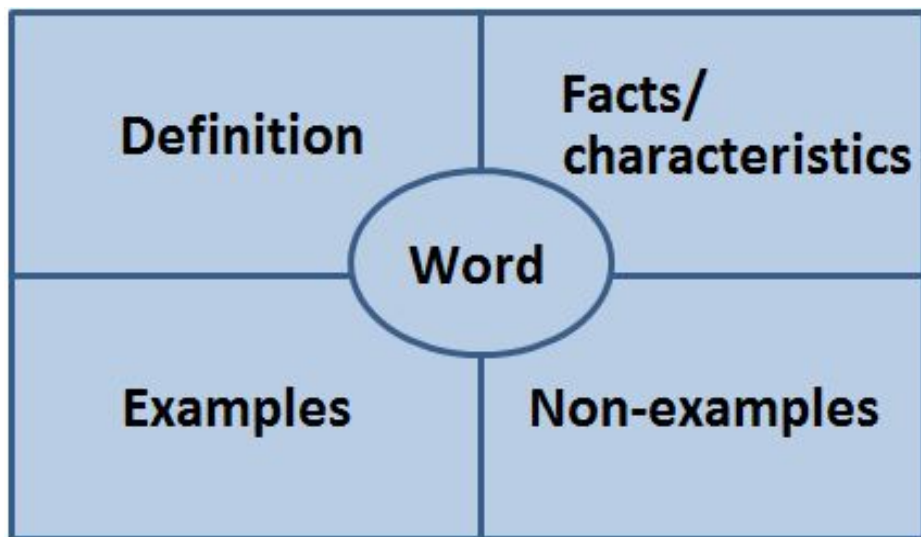 Definition
Facts/
characteristics
Word
Examples
Non-examples